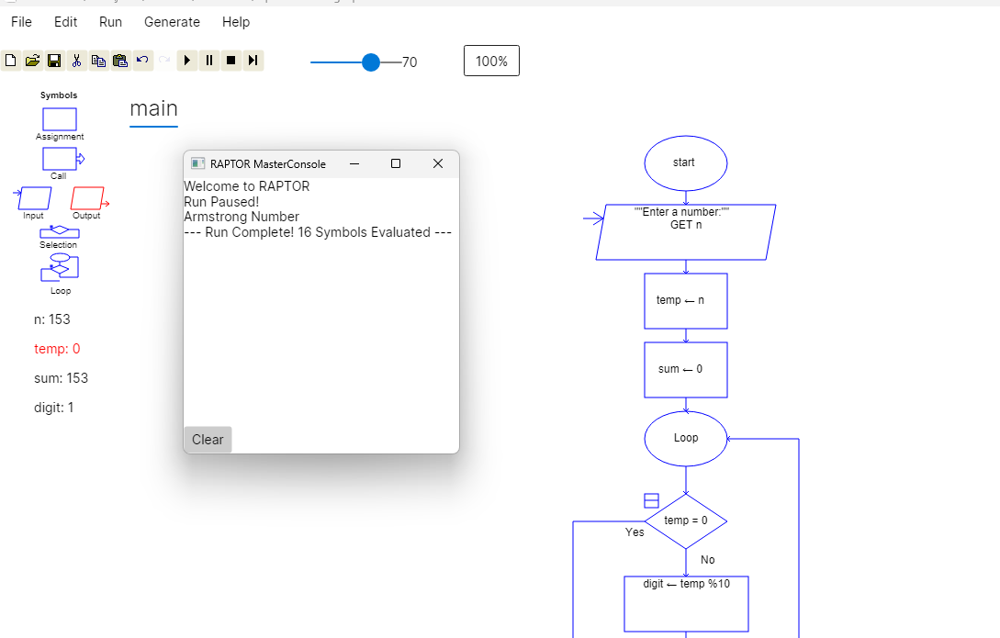 File Edit Run Generate Help
70 100%
Symbols
Assignment
Call
Input Output
Selection
Loop
n: 153
temp: 0
sum: 153
digit: 1
main
RAPTOR MasterConsole
Welcome to RAPTOR
Run Paused!
Armstrong Number
--- Run Complete! 16 Symbols Evaluated ---
Clear
start
""Enter a number:""
GET n
temp ← n
sum ← 0
Loop
temp = 0
Yes
No
digit ← temp %10